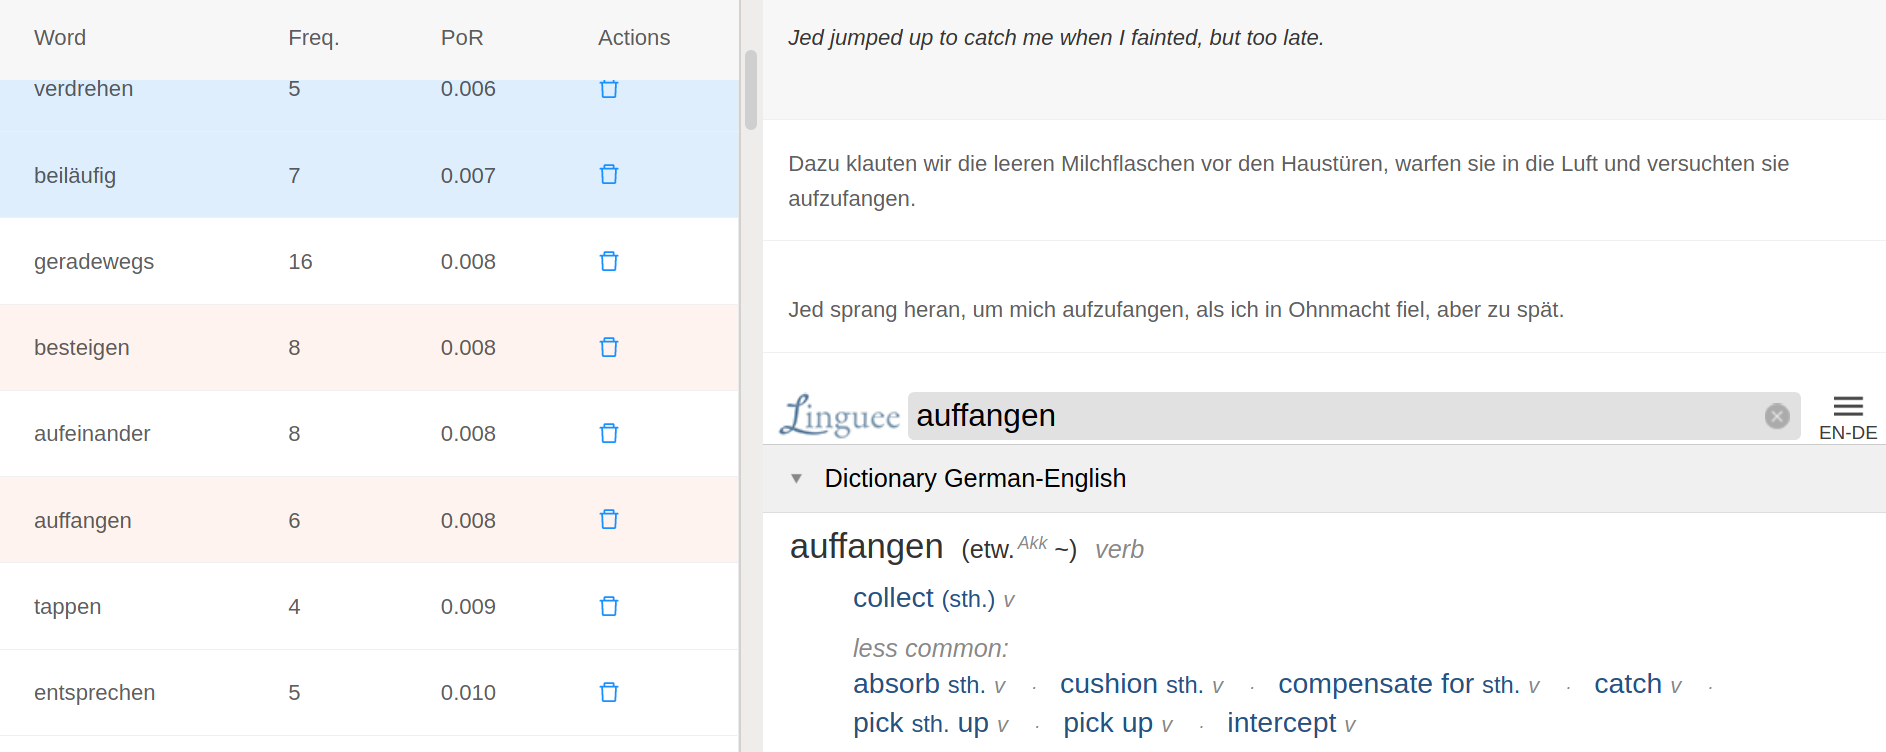 Word Freq. PoR Actions
verdrehen 5 0.006
beiläufig 7 0.007
geradewegs 16 0.008
besteigen 8 0.008
aufeinander 8 0.008
auffangen 6 0.008
tappen 4 0.009
entsprechen 5 0.010
Jed jumped up to catch me when I fainted, but too late.
Dazu klauten wir die leeren Milchflaschen vor den Haustüren, warfen sie in die Luft und versuchten sie
aufzufangen.
Jed sprang heran, um mich aufzufangen, als ich in Ohnmacht fiel, aber zu spät.
Linguee auffangen
EN-DE
▼ Dictionary German-English
auffangen (etw. Akk ~) verb
collect (sth.) v
less common:
absorb sth. v · cushion sth. v · compensate for sth. v · catch v ·
pick sth. up v · pick up v · intercept v